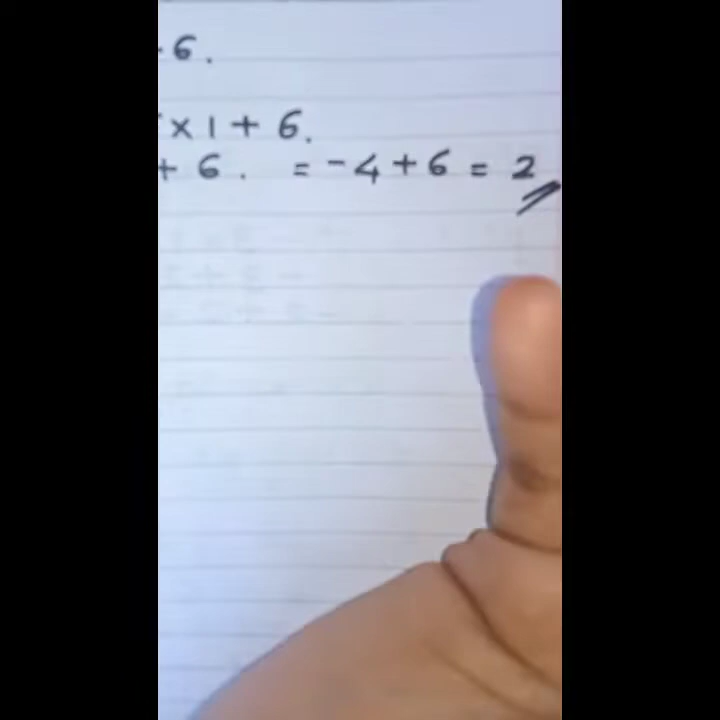 6.
× 1 + 6.
+ 6. = -4 + 6 = 2